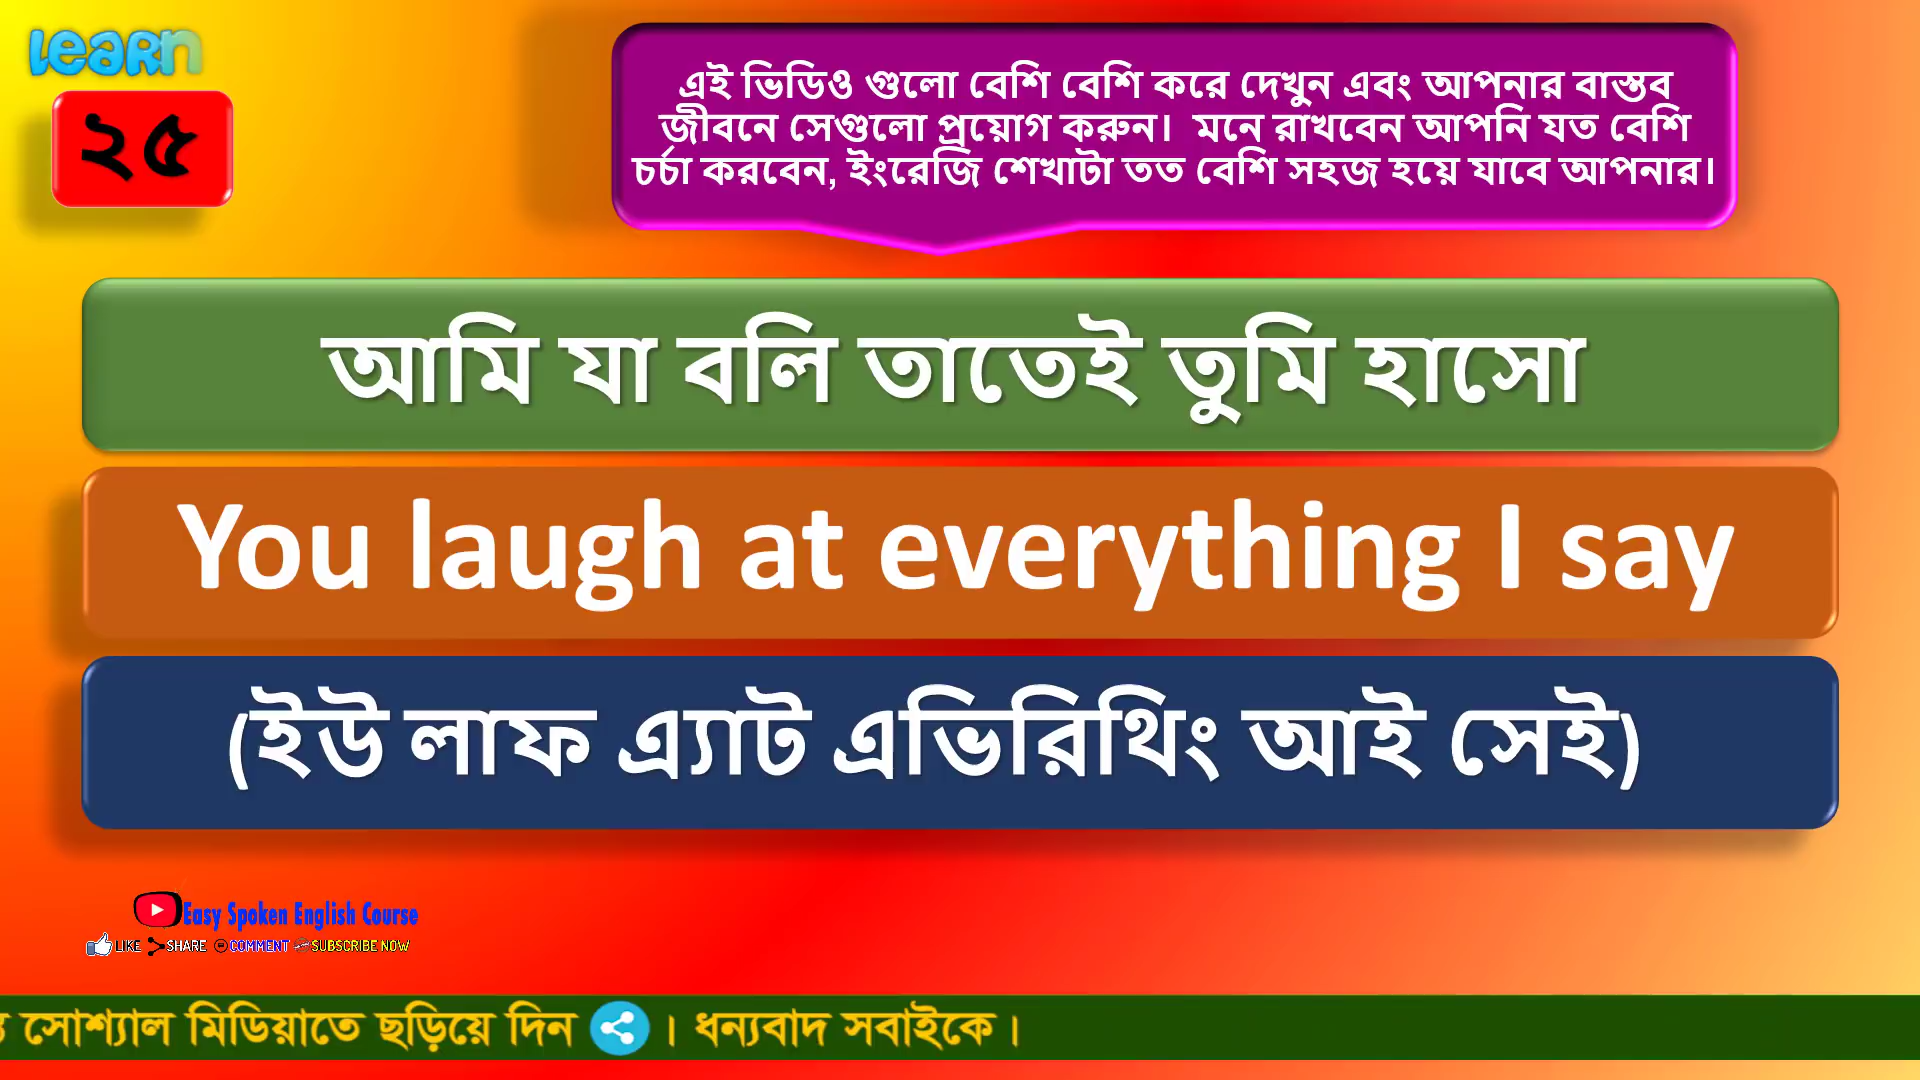 LEARN
২৫
এই ভিডিও গুলো বেশি বেশি করে দেখুন এবং আপনার বাস্তব
জীবনে সেগুলো প্রয়োগ করুন। মনে রাখবেন আপনি যত বেশি
চর্চা করবেন, ইংরেজি শেখাটা তত বেশি সহজ হয়ে যাবে আপনার।
আমি যা বলি তাতেই তুমি হাসো
You laugh at everything I say
(ইউ লাফ এ্যাট এভিরিথিং আই সেই)
Easy Spoken English Course
LIKE SHARE COMMENT SUBSCRIBE NOW
সোশ্যাল মিডিয়াতে ছড়িয়ে দিন । ধন্যবাদ সবাইকে ।